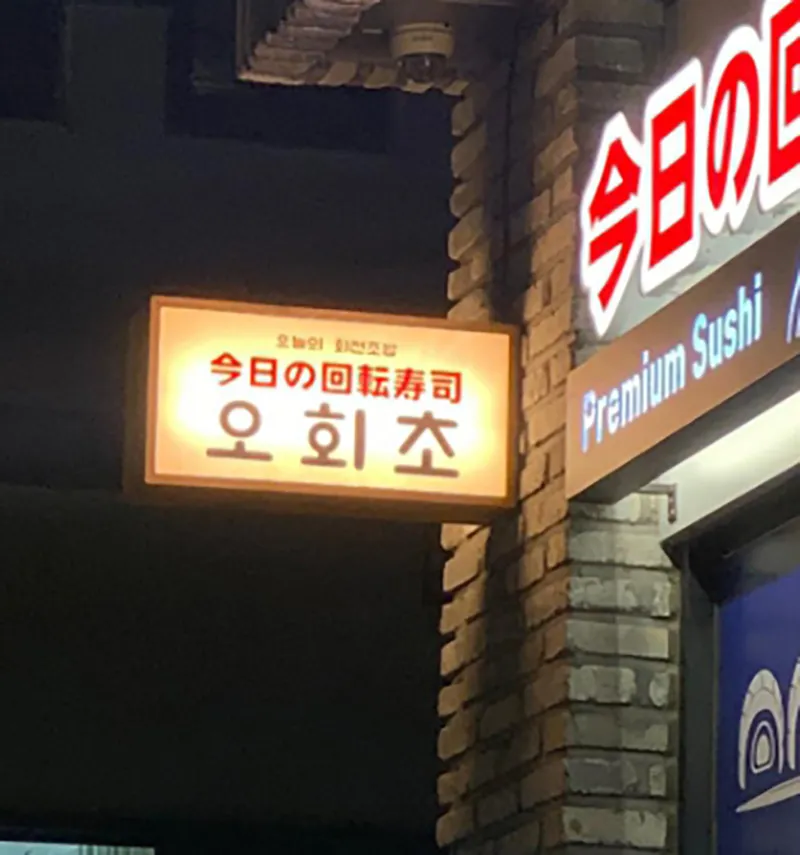 오늘의 회전초밥
今日の回転寿司
오 회 초
今日の回
Premium Sushi